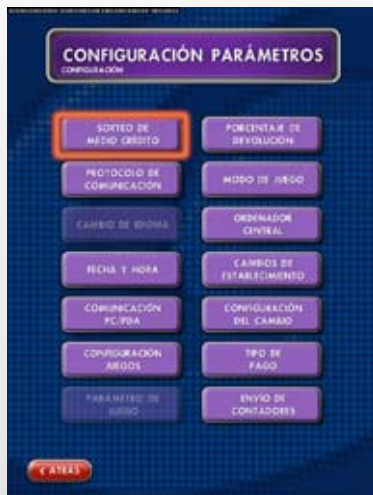 CONFIGURACIÓN PARÁMETROS
CONFIGURACIÓN
SORTEO DE
MEDIO CRÉDITO
PORCENTAJE DE
DEVOLUCIÓN
PROTOCOLO DE
COMUNICACIÓN
MODO DE JUEGO
CAMBIO DE IDIOMA
ORDENADOR
CENTRAL
FECHA Y HORA
CAMBIOS DE
ESTABLECIMIENTO
COMUNICACIÓN
PC/PDA
CONFIGURACIÓN
DEL CAMBIO
CONFIGURACIÓN
JUEGOS
TIPO DE
PAGO
PARÁMETRO DE
JUEGO
ENVÍO DE
CONTADORES
< ATRÁS